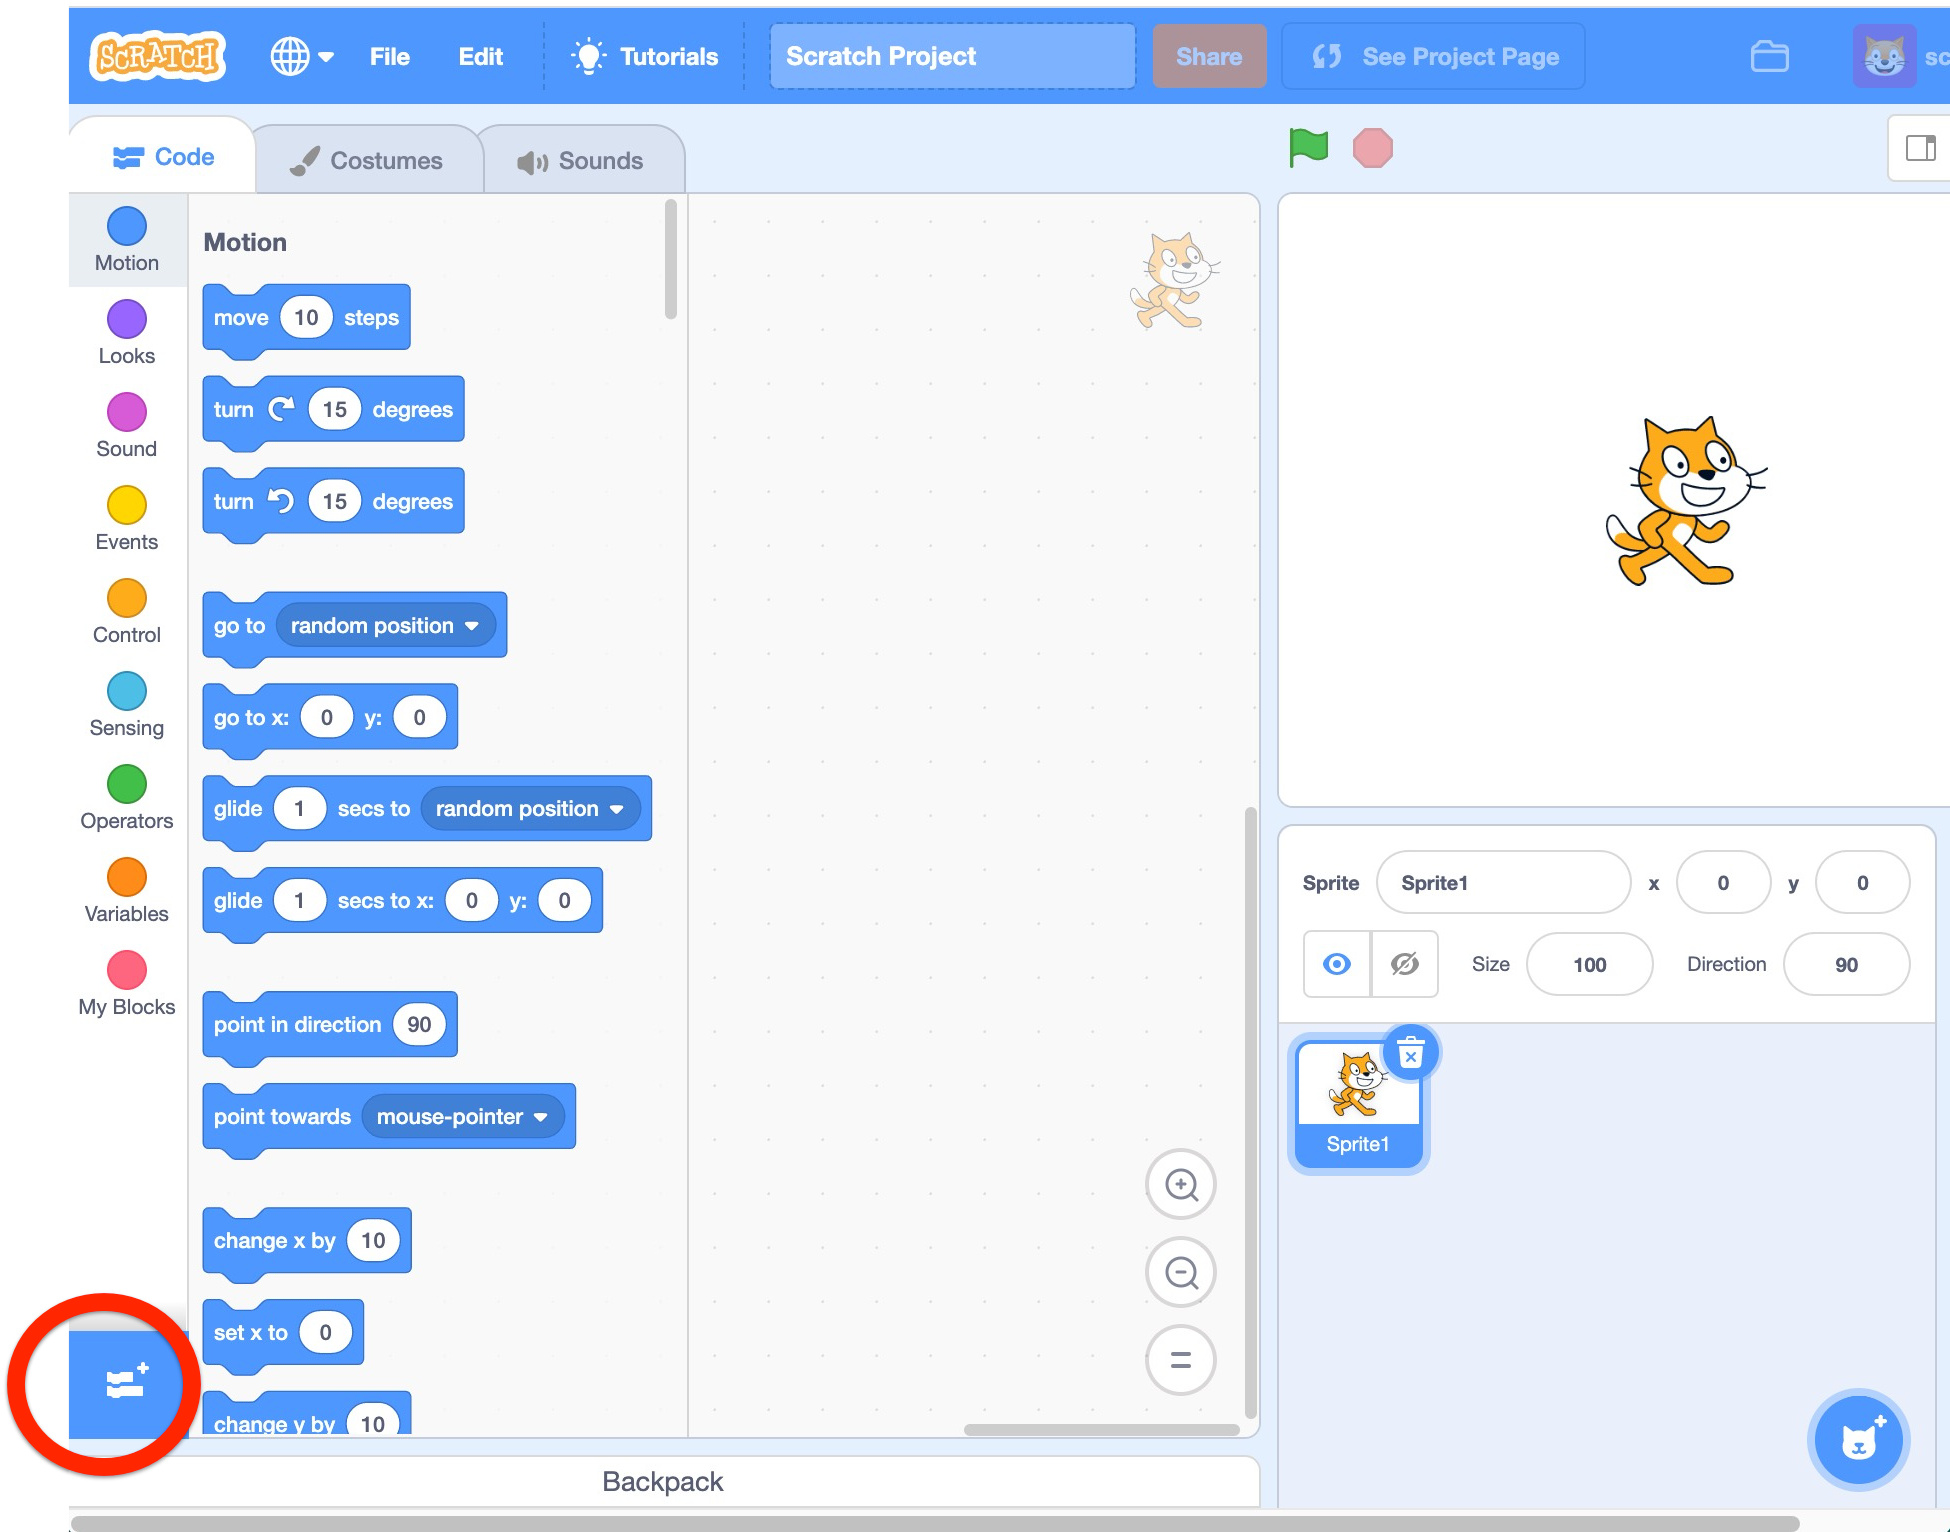 SCRATCH File Edit Tutorials Scratch Project Share See Project Page sc
Code Costumes Sounds
Motion
Looks
Sound
Events
Control
Sensing
Operators
Variables
My Blocks
Motion
move 10 steps
turn 15 degrees
turn 15 degrees
go to random position
go to x: 0 y: 0
glide 1 secs to random position
glide 1 secs to x: 0 y: 0
point in direction 90
point towards mouse-pointer
change x by 10
set x to 0
change y by 10
Sprite Sprite1 x 0 y 0
Size 100 Direction 90
Sprite1
Backpack